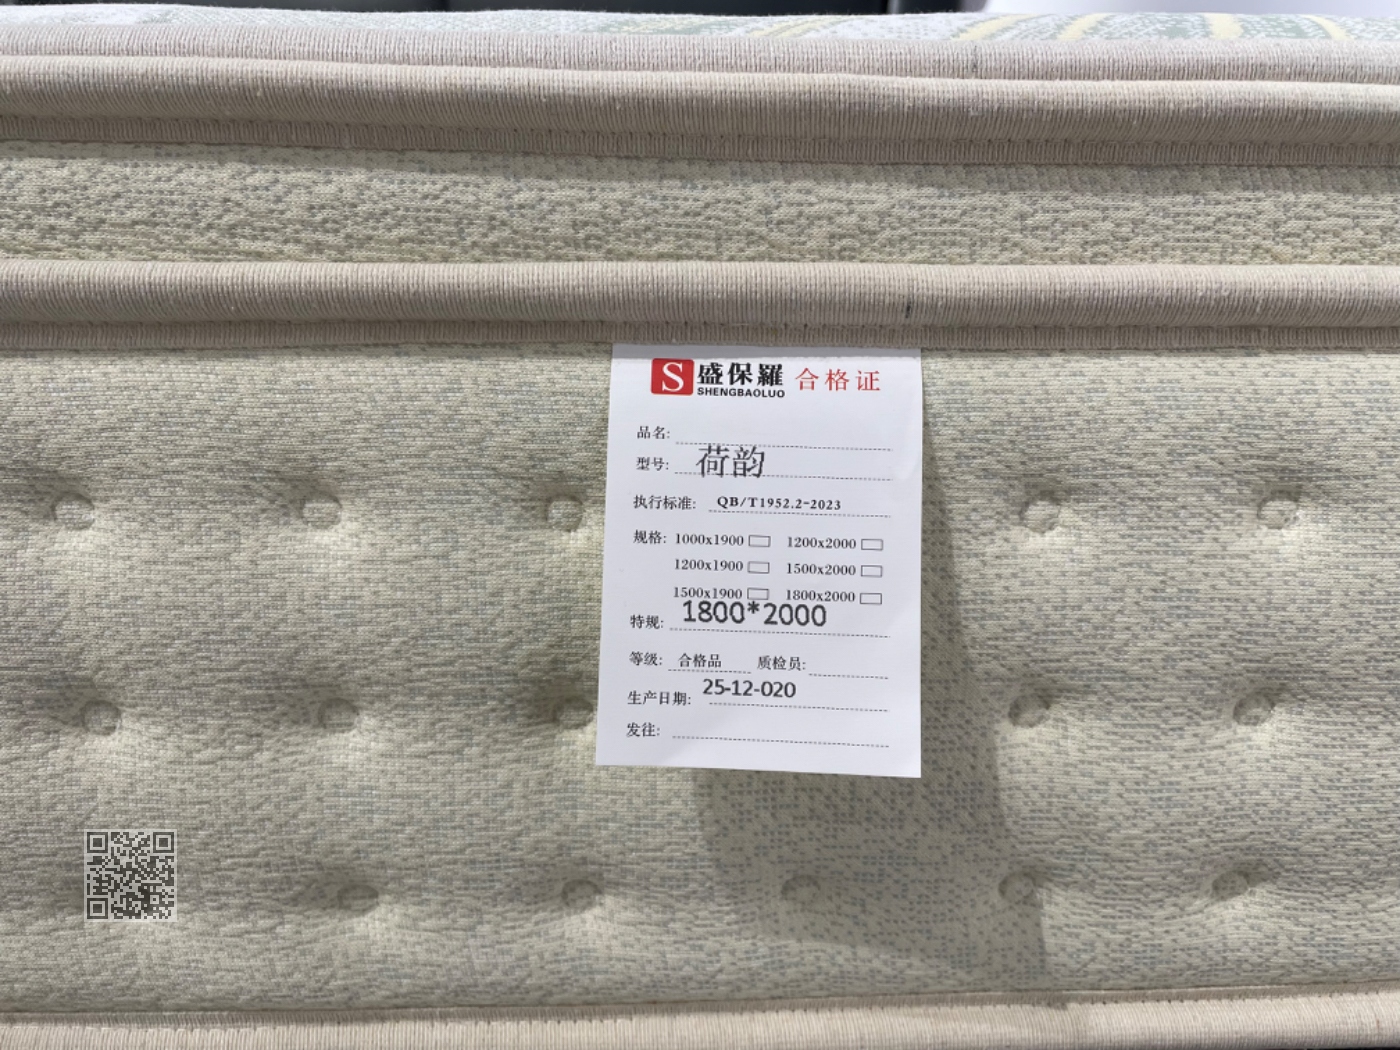 S 盛保羅 合格证
SHENGBAOLUO
品名:
型号: 荷韵
执行标准: QB/T1952.2-2023
规格: 1000x1900 1200x2000
1200x1900 1500x2000
1500x1900 1800x2000
特规: 1800*2000
等级: 合格品 质检员:
生产日期: 25-12-020
发往: